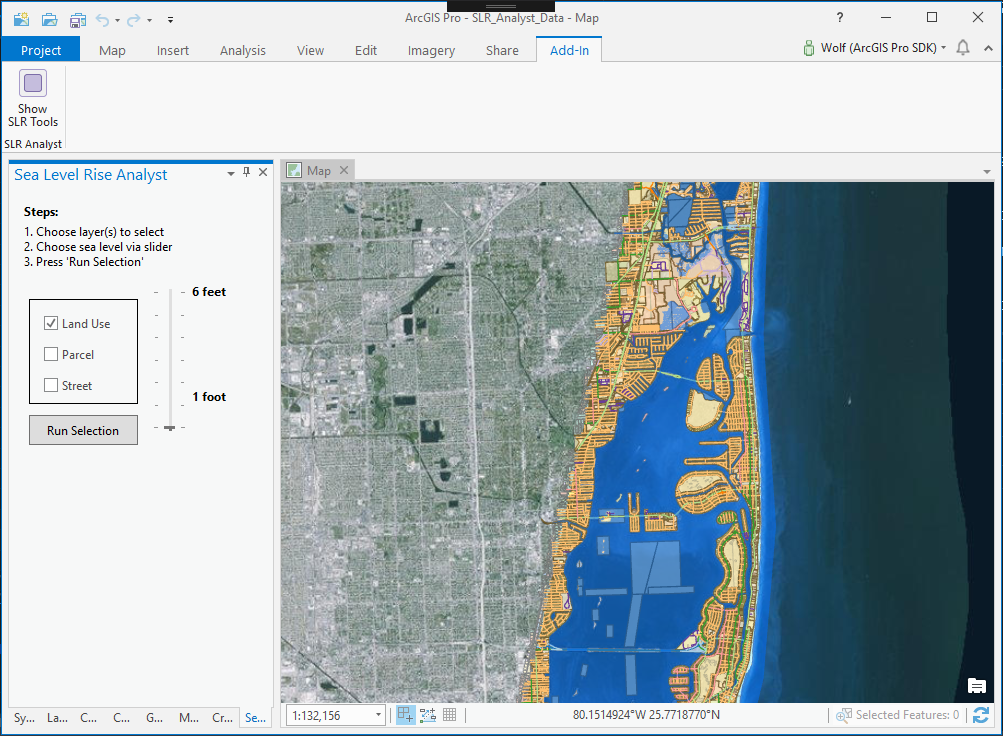 ArcGIS Pro - SLR_Analyst_Data - Map
?
Project Map Insert Analysis View Edit Imagery Share Add-In
Wolf (ArcGIS Pro SDK)
Show
SLR Tools
SLR Analyst
Sea Level Rise Analyst
Map
Steps:
1. Choose layer(s) to select
2. Choose sea level via slider
3. Press 'Run Selection'
6 feet
Land Use
Parcel
Street
1 foot
Run Selection
Sy... La... C... C... G... M... Cr... Se...
1:132,156
80.1514924°W 25.7718770°N
Selected Features: 0